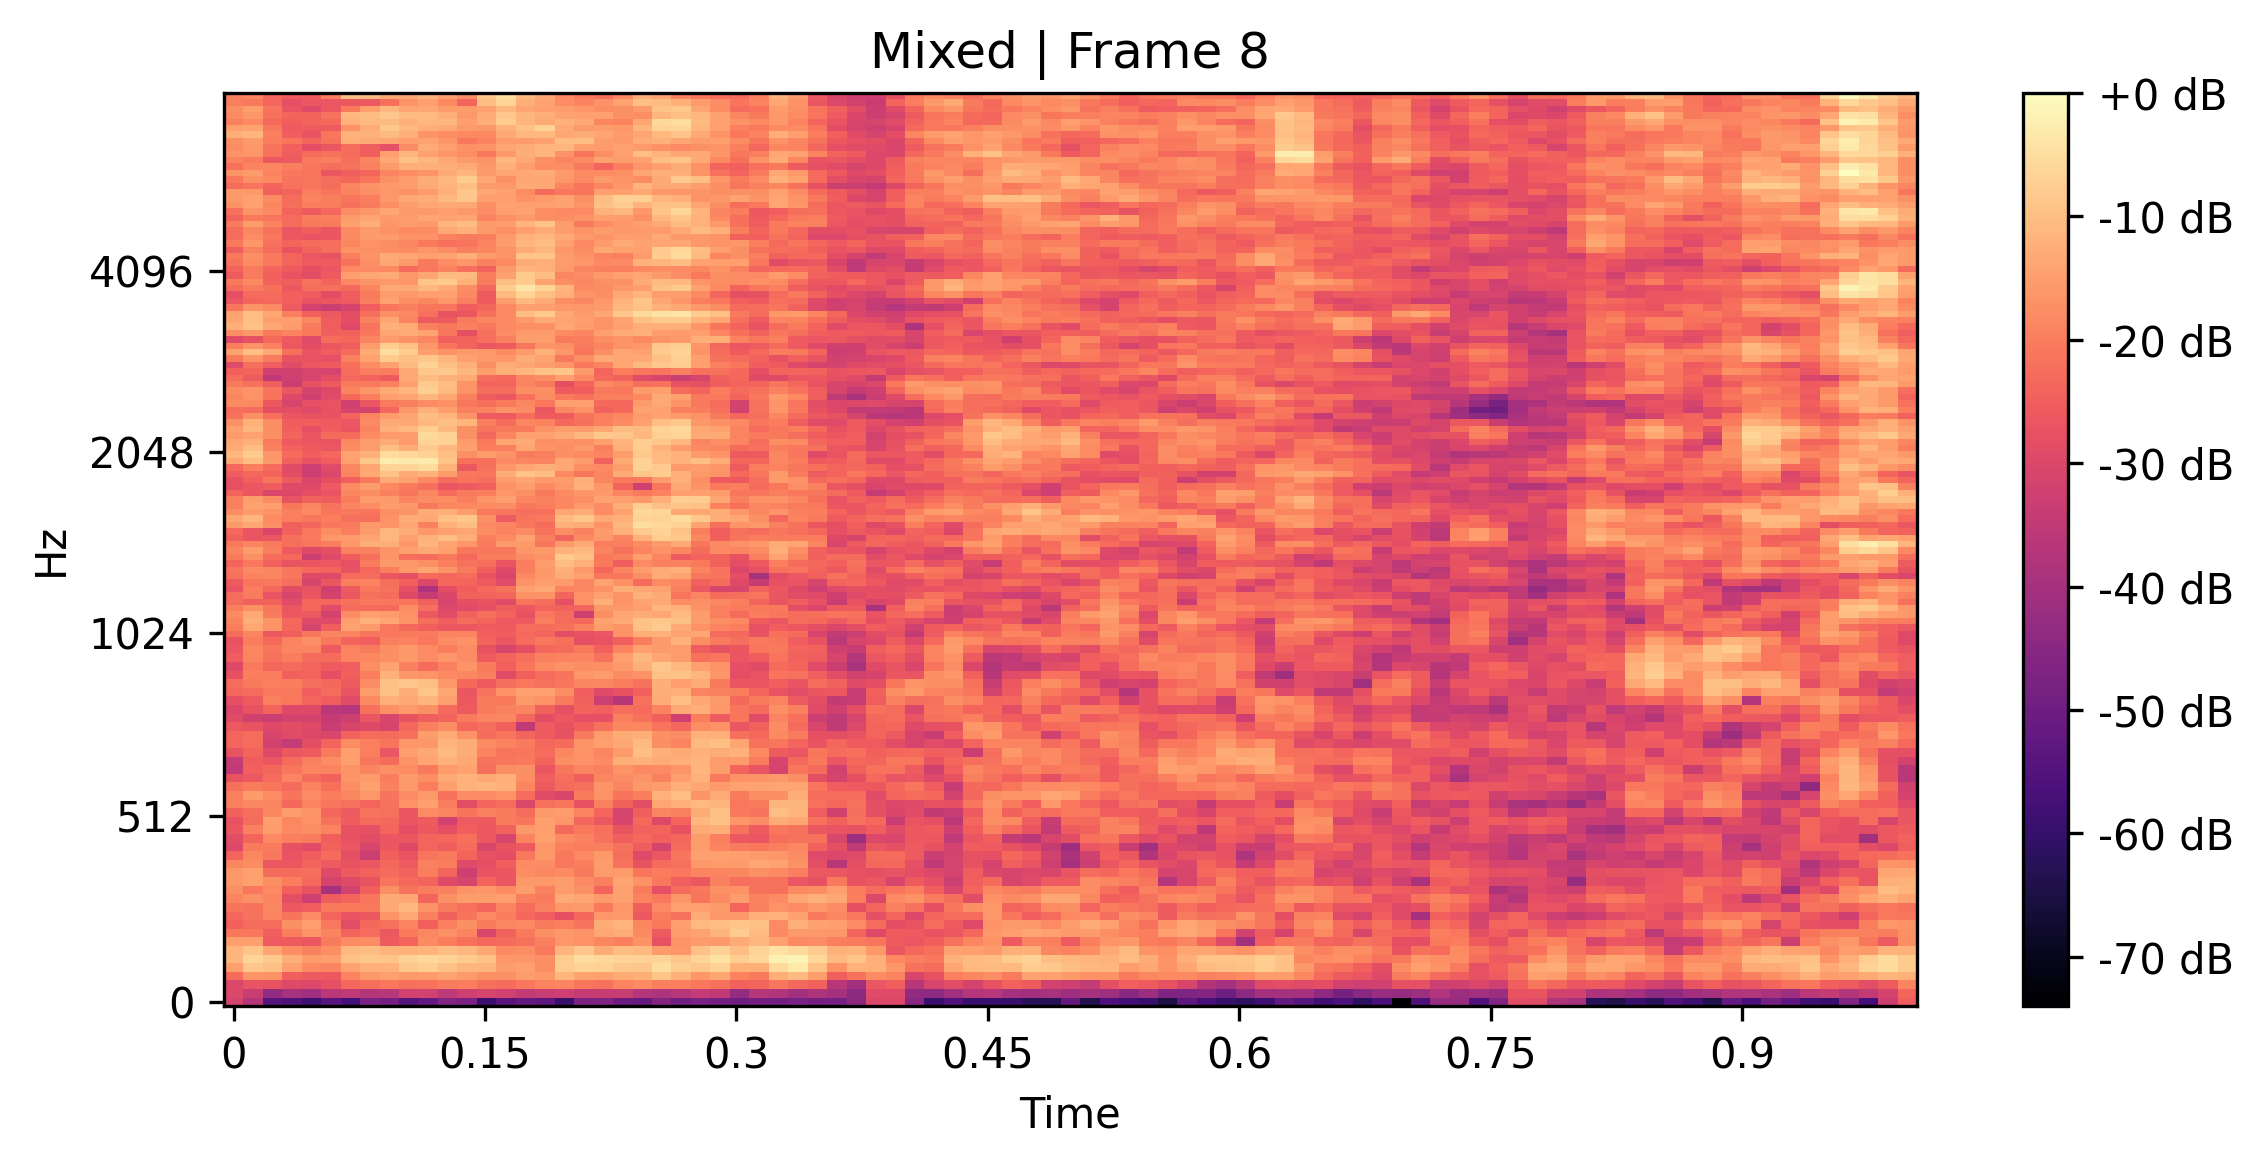 Mixed | Frame 8
Hz
4096
2048
1024
512
0
0 0.15 0.3 0.45 0.6 0.75 0.9
Time
+0 dB
-10 dB
-20 dB
-30 dB
-40 dB
-50 dB
-60 dB
-70 dB